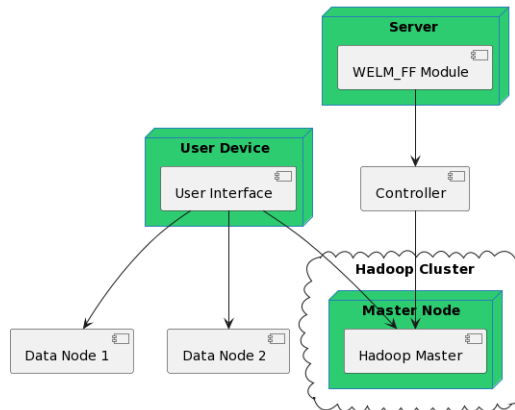 Server
WELM_FF Module
User Device
User Interface
Controller
Hadoop Cluster
Master Node
Data Node 1
Data Node 2
Hadoop Master